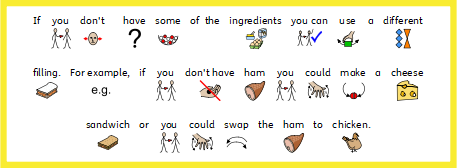 If you don't have some of the ingredients you can use a different
?
filling. For example, if you don't have ham you could make a cheese
e.g.
sandwich or you could swap the ham to chicken.